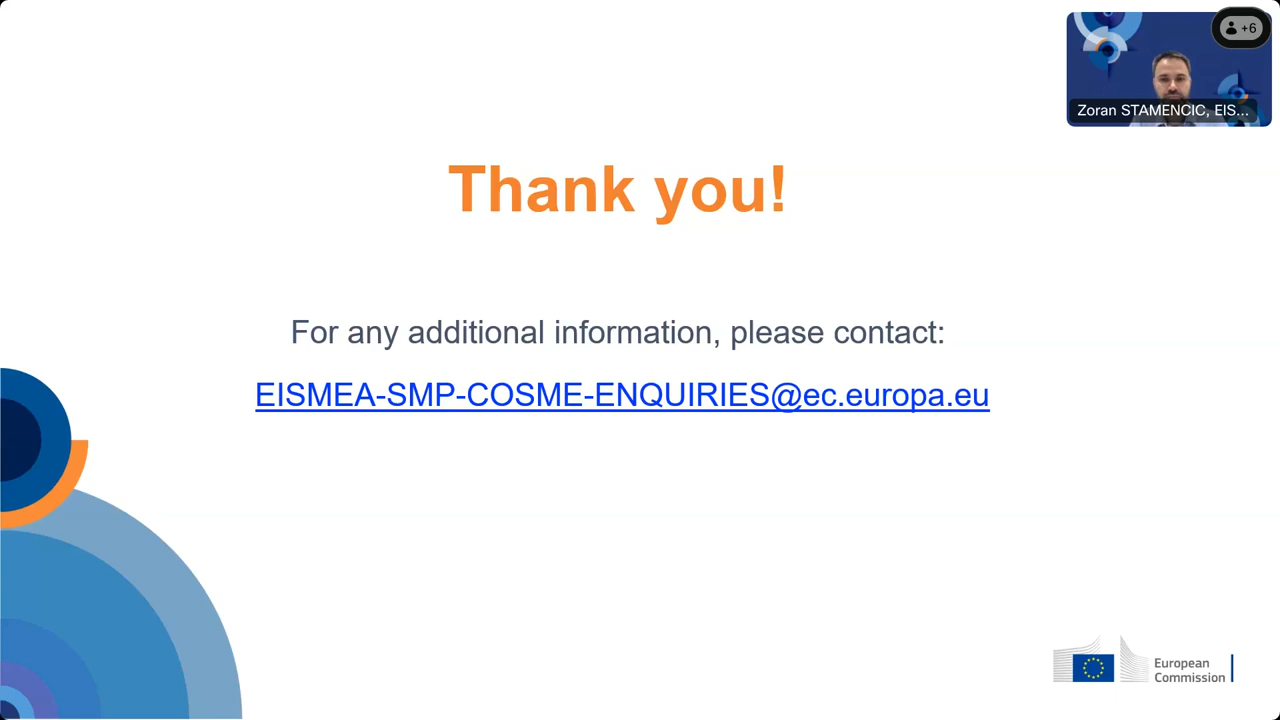 +6
Zoran STAMENCIC, EIS...
Thank you!
For any additional information, please contact:
EISMEA-SMP-COSME-ENQUIRIES@ec.europa.eu
European
Commission